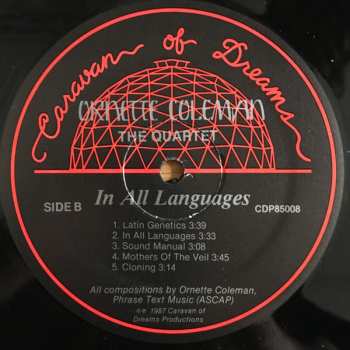 Caravan of Dreams
ORNETTE COLEMAN
THE QUARTET
In All Languages
SIDE B
CDP85008
1. Latin Genetics 3:39
2. In All Languages 3:33
3. Sound Manual 3:08
4. Mothers Of The Veil 3:45
5. Cloning 3:14
All compositions by Ornette Coleman,
Phrase Text Music (ASCAP)
℗© 1987 Caravan of
Dreams Productions